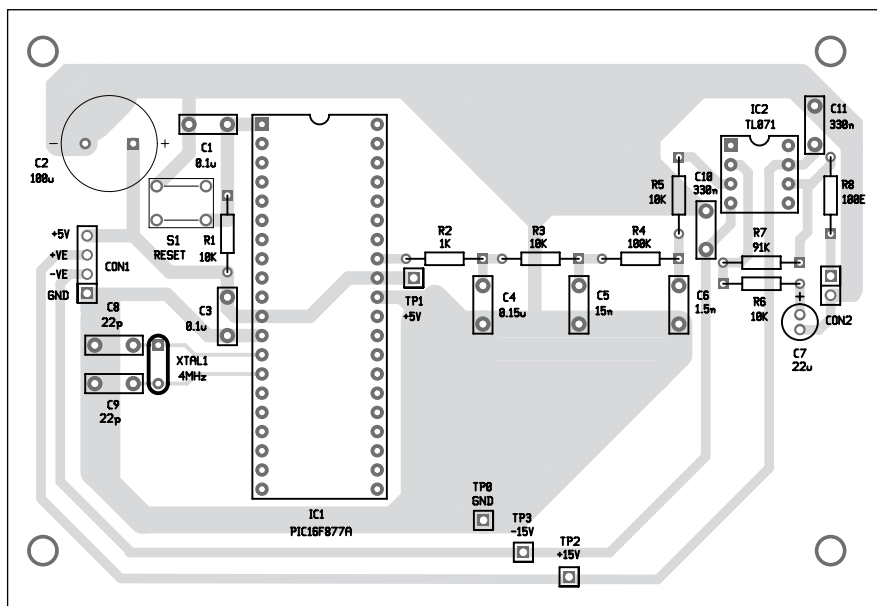 C2
100u
−
+
C1
0.1u
S1
RESET
R1
10K
+5V
+VE
-VE
GND
CON1
C8
22p
C3
0.1u
XTAL1
4MHz
C9
22p
IC1
PIC16F877A
R2
1K
R3
10K
R4
100K
TP1
+5V
C4
0.15u
C5
15n
C6
1.5n
R5
10K
C10
330n
IC2
TL071
C11
330n
R8
100E
R7
91K
R6
10K
+
C7
22u
CON2
TP0
GND
TP3
-15V
TP2
+15V